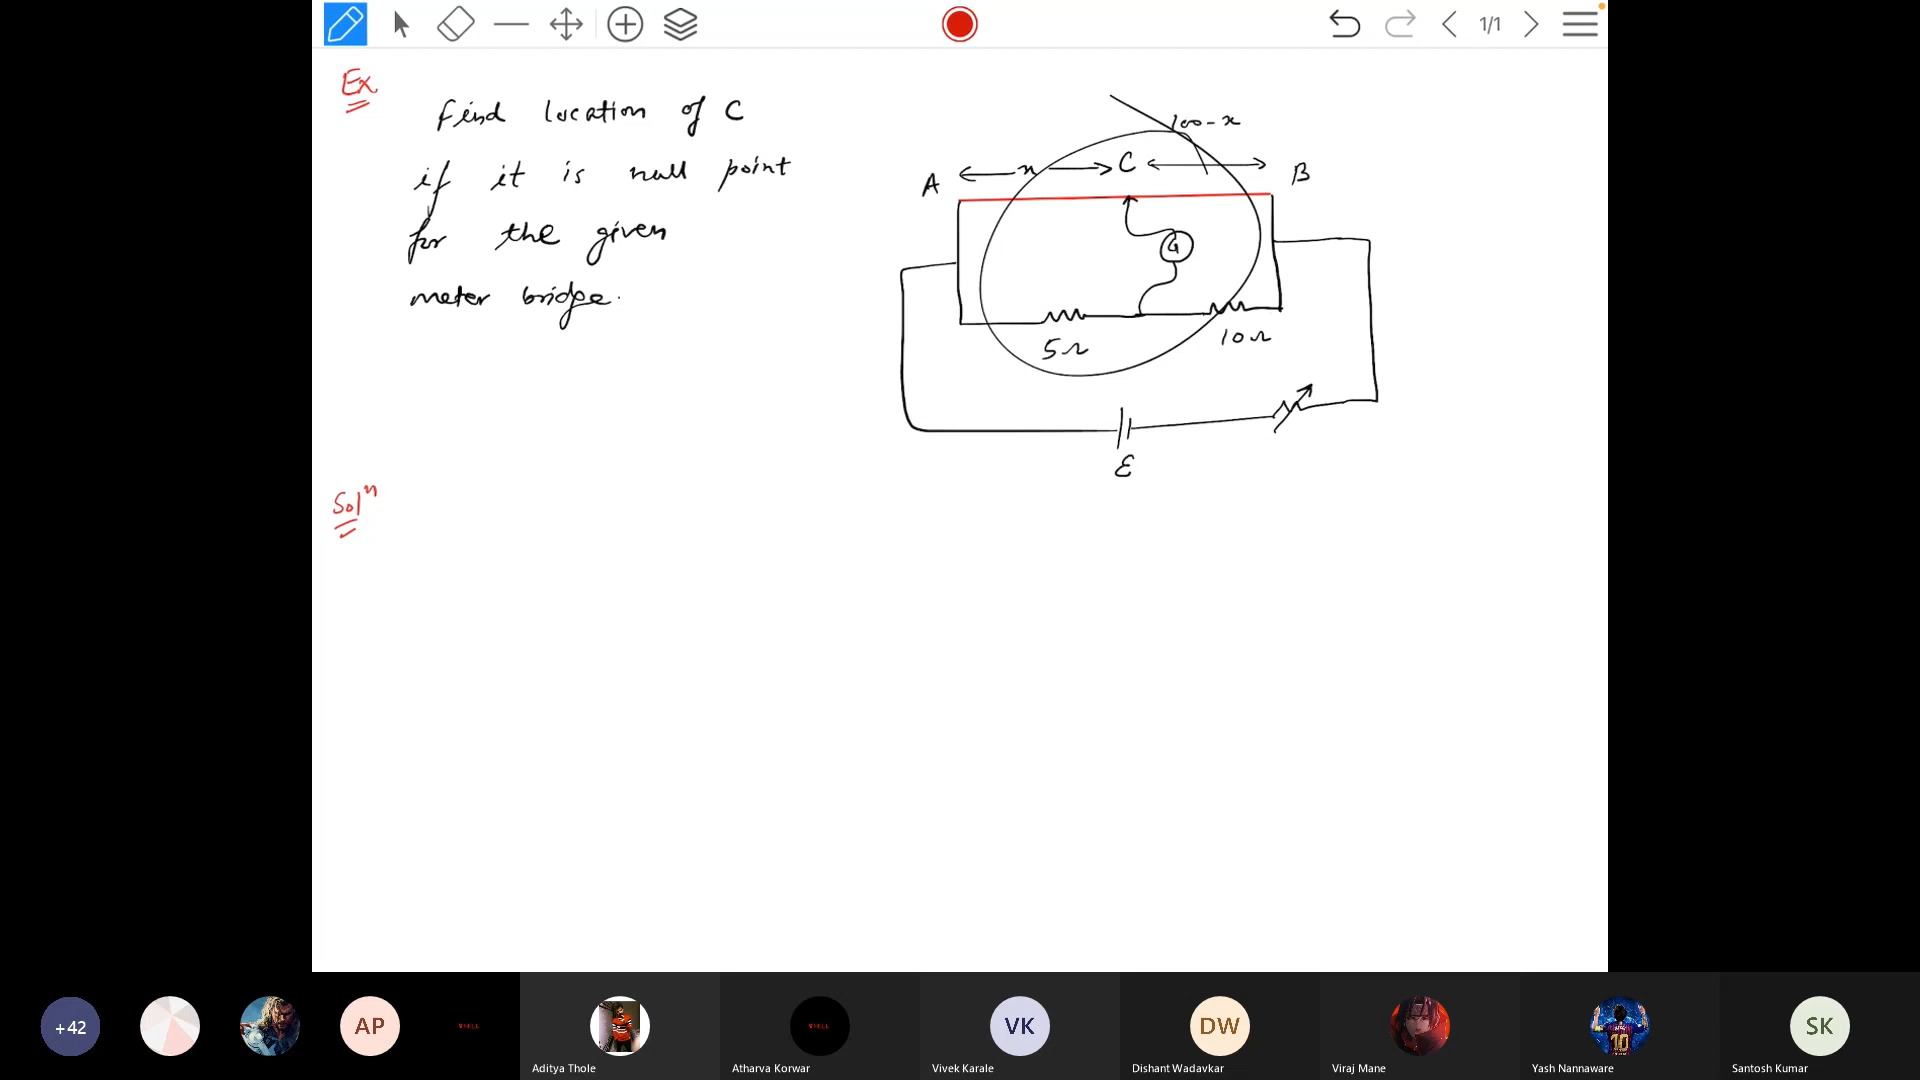 1/1
Ex
Find location of C
if it is null point
for the given
meter bridge.
100-x
A x C B
G
5Ω
10Ω
ε
Solⁿ
+42
AP
VK
DW
SK
10
Aditya Thole
Atharva Korwar
Vivek Karale
Dishant Wadavkar
Viraj Mane
Yash Nannaware
Santosh Kumar